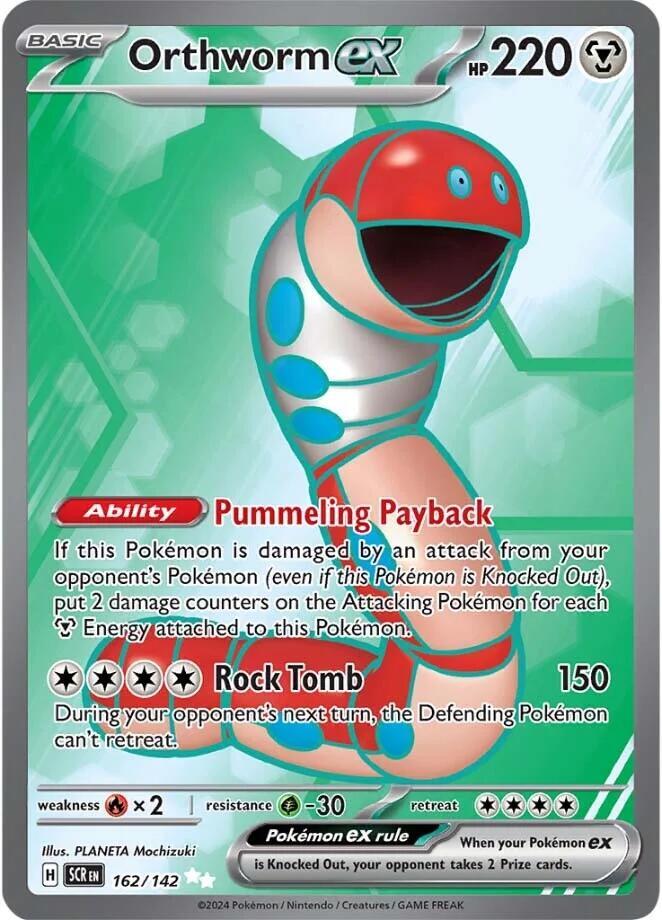 BASIC Orthworm ex HP 220
Ability Pummeling Payback
If this Pokémon is damaged by an attack from your
opponent's Pokémon (even if this Pokémon is Knocked Out),
put 2 damage counters on the Attacking Pokémon for each
Energy attached to this Pokémon.
Rock Tomb 150
During your opponent's next turn, the Defending Pokémon
can't retreat.
weakness ×2 resistance -30 retreat
Pokémon ex rule When your Pokémon ex
is Knocked Out, your opponent takes 2 Prize cards.
Illus. PLANETA Mochizuki
H SCR EN 162/142
©2024 Pokémon / Nintendo / Creatures / GAME FREAK